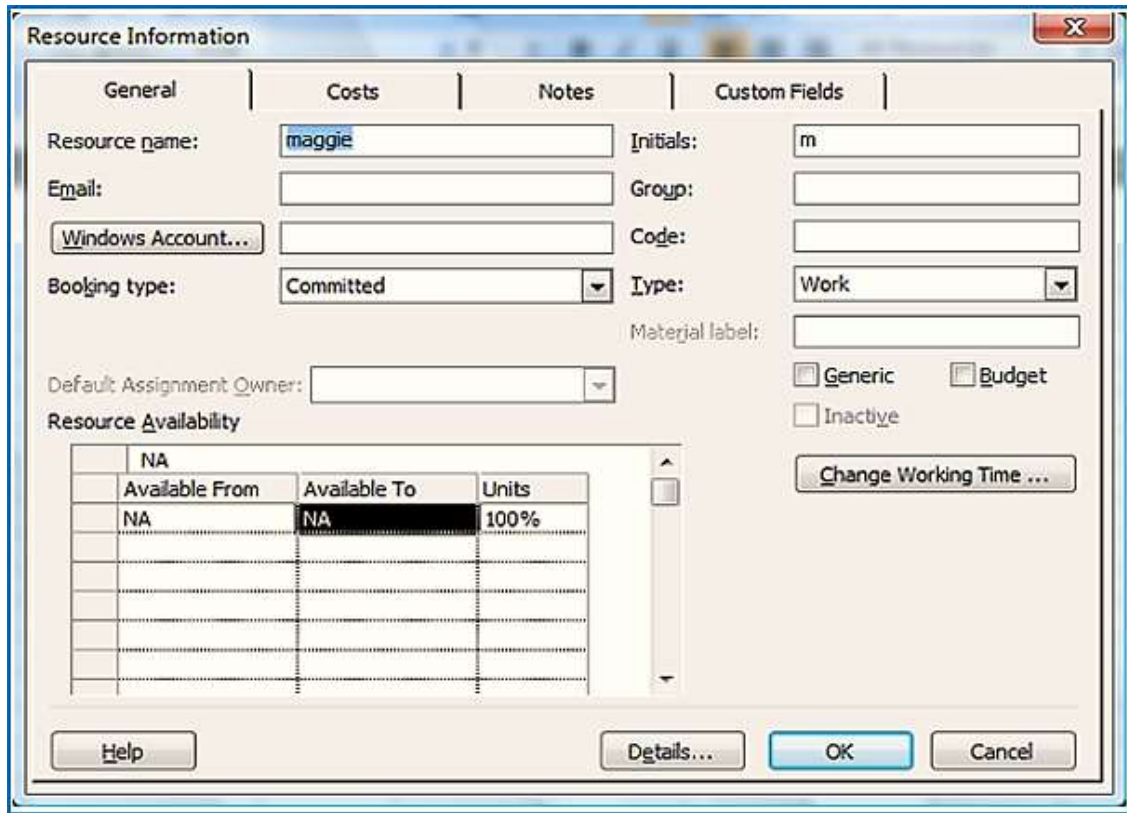 Resource Information
General Costs Notes Custom Fields
Resource name: maggie Initials: m
Email: Group:
Windows Account... Code:
Booking type: Committed Type: Work
Material label:
Default Assignment Owner: Generic Budget
Resource Availability Inactive
NA Change Working Time ...
Available From Available To Units
NA NA 100%
Help Details... OK Cancel